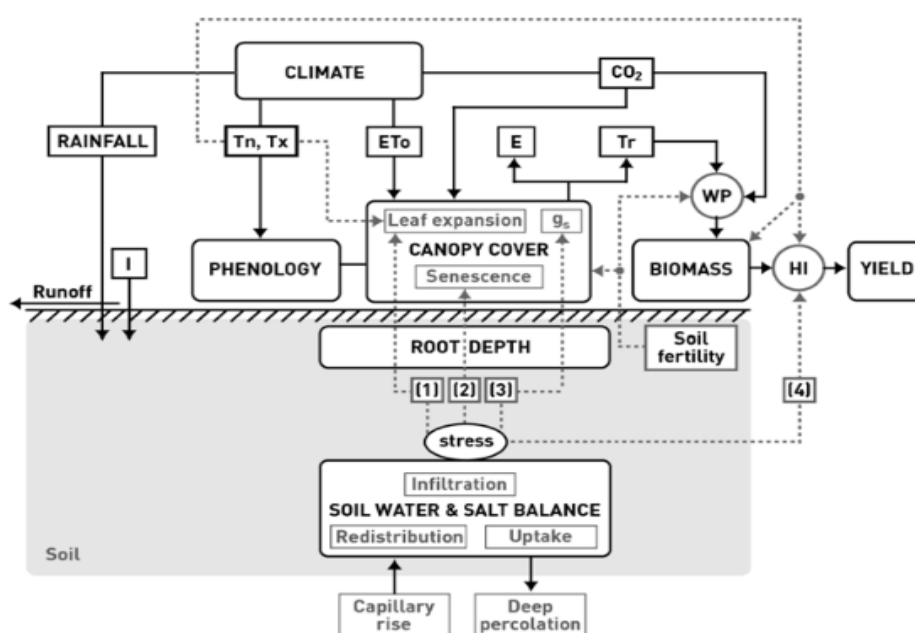 CLIMATE
CO₂
RAINFALL
Tn, Tx
ETo
E
Tr
WP
Leaf expansion
gₛ
CANOPY COVER
Senescence
PHENOLOGY
BIOMASS
HI
YIELD
I
Runoff
ROOT DEPTH
Soil
fertility
(1)
(2)
(3)
(4)
stress
Infiltration
SOIL WATER & SALT BALANCE
Redistribution
Uptake
Soil
Capillary
rise
Deep
percolation